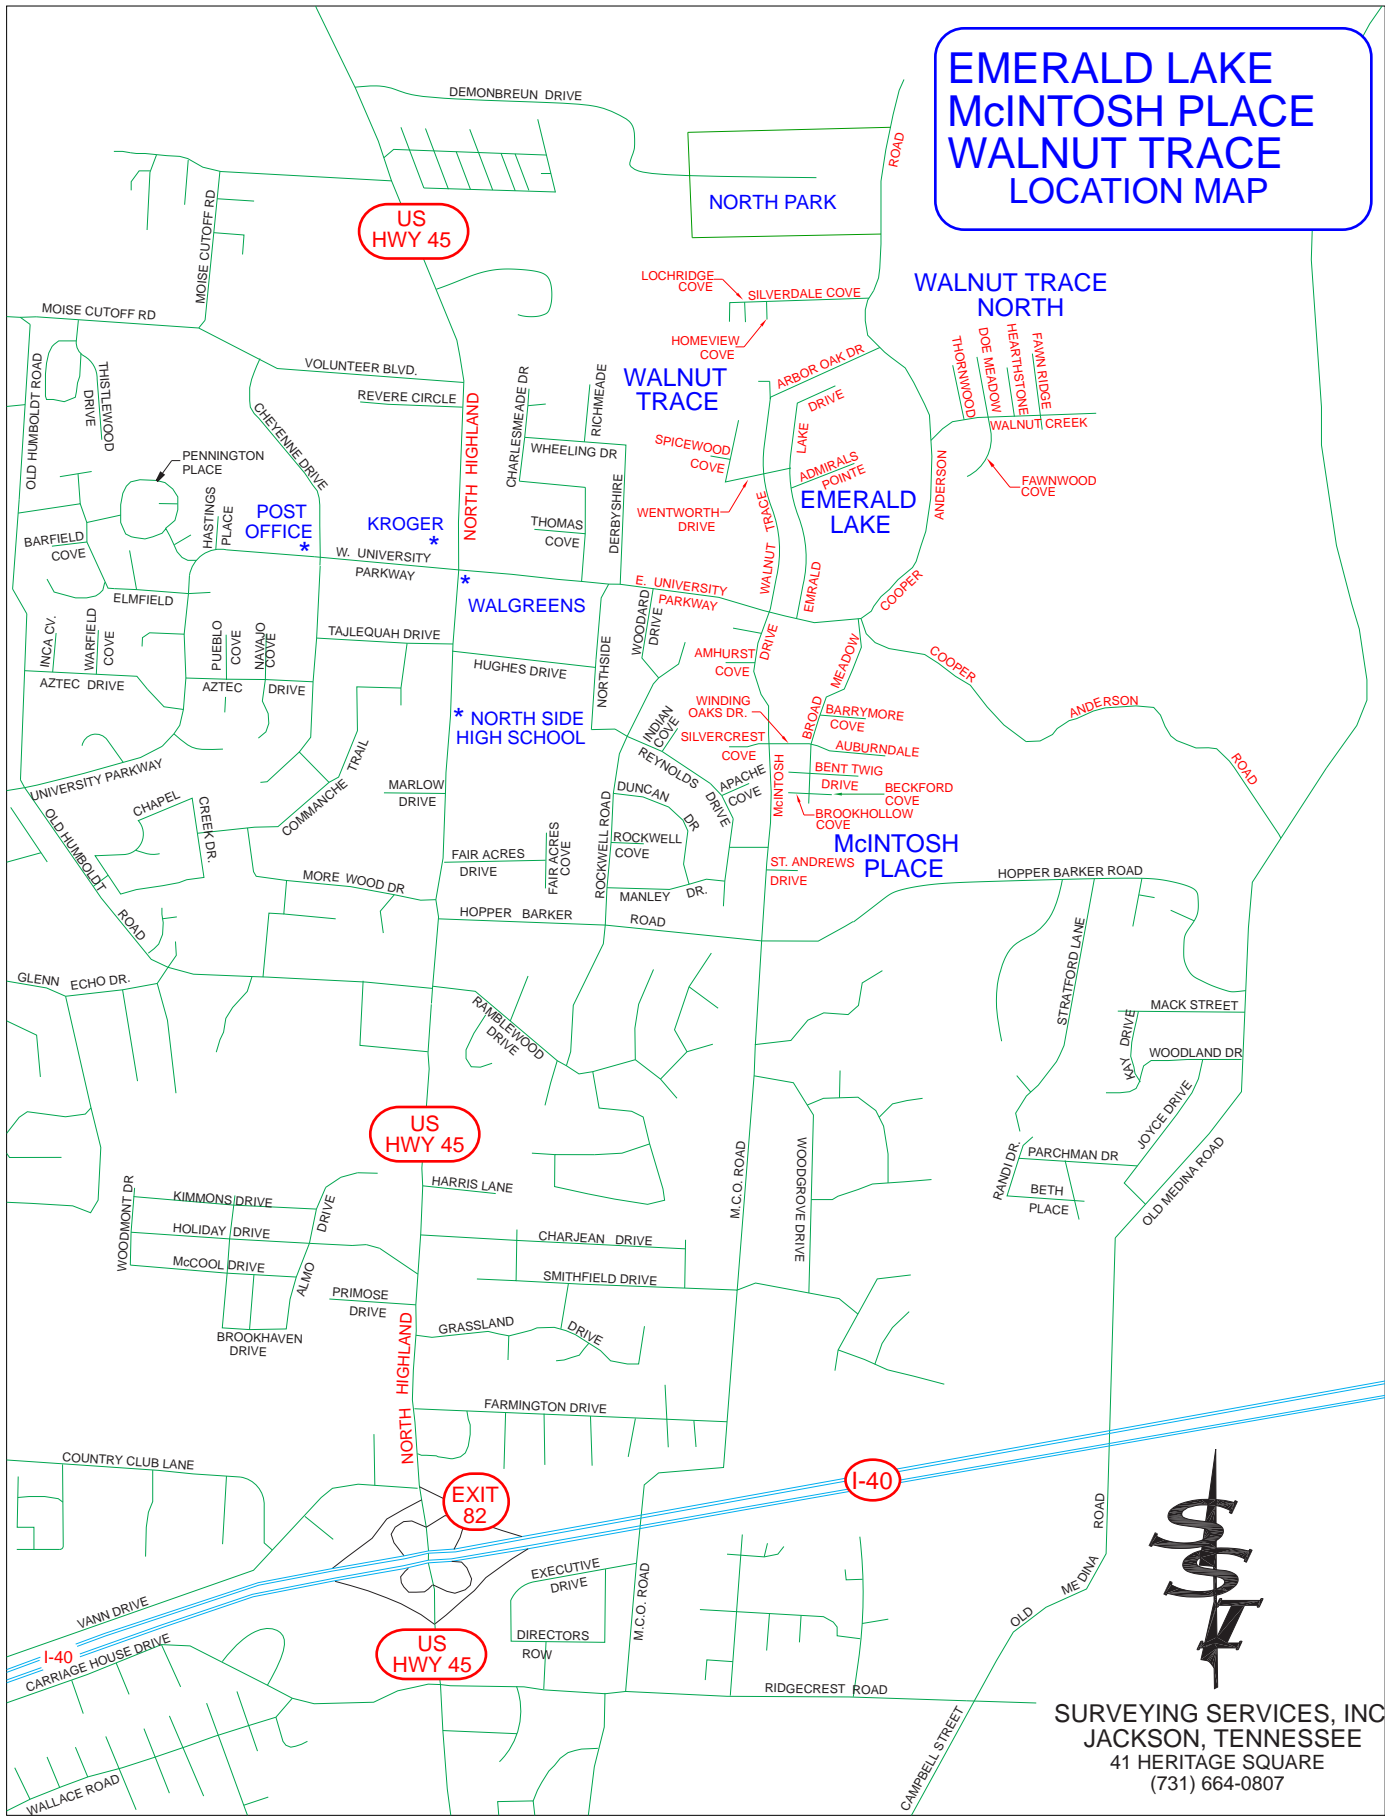 EMERALD LAKE
McINTOSH PLACE
WALNUT TRACE
LOCATION MAP
DEMONBREUN DRIVE
ROAD
NORTH PARK
MOISE CUTOFF RD
US
HWY 45
LOCHRIDGE
COVE
SILVERDALE COVE
HOMEVIEW
COVE
WALNUT TRACE
NORTH
MOISE CUTOFF RD
OLD HUMBOLDT ROAD
THISTLEWOOD
DRIVE
VOLUNTEER BLVD.
REVERE CIRCLE
CHEYENNE DRIVE
NORTH HIGHLAND
CHARLESMEADE DR
RICHMEADE
WHEELING DR
DERBYSHIRE
THOMAS
COVE
WALNUT
TRACE
ARBOR OAK DR
LAKE
DRIVE
SPICEWOOD
COVE
ADMIRALS
POINTE
WENTWORTH
DRIVE
EMERALD
LAKE
THORNWOOD
DOE MEADOW
HEARTHSTONE
FAWN RIDGE
WALNUT CREEK
FAWNWOOD
COVE
ANDERSON
COOPER
PENNINGTON
PLACE
HASTINGS
PLACE
POST
OFFICE
*
KROGER
*
BARFIELD
COVE
W. UNIVERSITY
PARKWAY
*
WALGREENS
E. UNIVERSITY
PARKWAY
WALNUT TRACE
DRIVE
EMRALD
ELMFIELD
INCA CV.
WARFIELD
COVE
PUEBLO
COVE
NAVAJO
COVE
AZTEC DRIVE
AZTEC DRIVE
TAJLEQUAH DRIVE
HUGHES DRIVE
NORTHSIDE
WOODARD
DRIVE
AMHURST
COVE
BROAD MEADOW
COOPER
ANDERSON
ROAD
* NORTH SIDE
HIGH SCHOOL
INDIAN
COVE
REYNOLDS DRIVE
APACHE
COVE
WINDING
OAKS DR.
SILVERCREST
COVE
BARRYMORE
COVE
AUBURNDALE
BENT TWIG
DRIVE
BECKFORD
COVE
BROOKHOLLOW
COVE
McINTOSH
McINTOSH
PLACE
ST. ANDREWS
DRIVE
UNIVERSITY PARKWAY
OLD HUMBOLDT
ROAD
CHAPEL
CREEK DR.
COMMANCHE TRAIL
MARLOW
DRIVE
DUNCAN
DR
ROCKWELL ROAD
ROCKWELL
COVE
FAIR ACRES
DRIVE
FAIR ACRES
COVE
MANLEY DR.
MORE WOOD DR
HOPPER BARKER ROAD
HOPPER BARKER ROAD
STRATFORD LANE
GLENN ECHO DR.
RAMBLEWOOD
DRIVE
MACK STREET
KAY DRIVE
WOODLAND DR
JOYCE DRIVE
OLD MEDINA ROAD
RANDI DR.
PARCHMAN DR
BETH
PLACE
US
HWY 45
M.C.O. ROAD
WOODGROVE DRIVE
WOODMONT DR
KIMMONS DRIVE
HOLIDAY DRIVE
McCOOL DRIVE
ALMO
DRIVE
BROOKHAVEN
DRIVE
HARRIS LANE
CHARJEAN DRIVE
SMITHFIELD DRIVE
PRIMOSE
DRIVE
GRASSLAND
DRIVE
NORTH HIGHLAND
FARMINGTON DRIVE
COUNTRY CLUB LANE
EXIT
82
I-40
VANN DRIVE
I-40
CARRIAGE HOUSE DRIVE
EXECUTIVE
DRIVE
DIRECTORS
ROW
M.C.O. ROAD
US
HWY 45
RIDGECREST ROAD
WALLACE ROAD
OLD MEDINA ROAD
CAMPBELL STREET
SSI
SURVEYING SERVICES, INC
JACKSON, TENNESSEE
41 HERITAGE SQUARE
(731) 664-0807